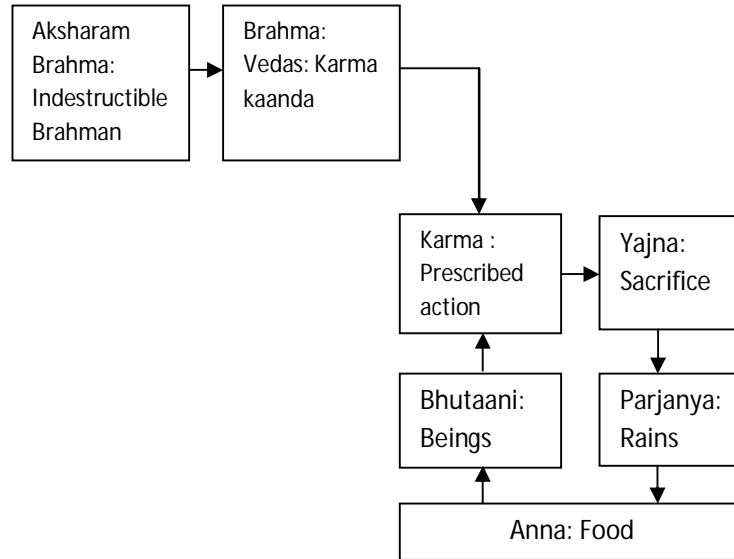 Aksharam
Brahma:
Indestructible
Brahman
Brahma:
Vedas: Karma
kaanda
Karma :
Prescribed
action
Yajna:
Sacrifice
Bhutaani:
Beings
Parjanya:
Rains
Anna: Food